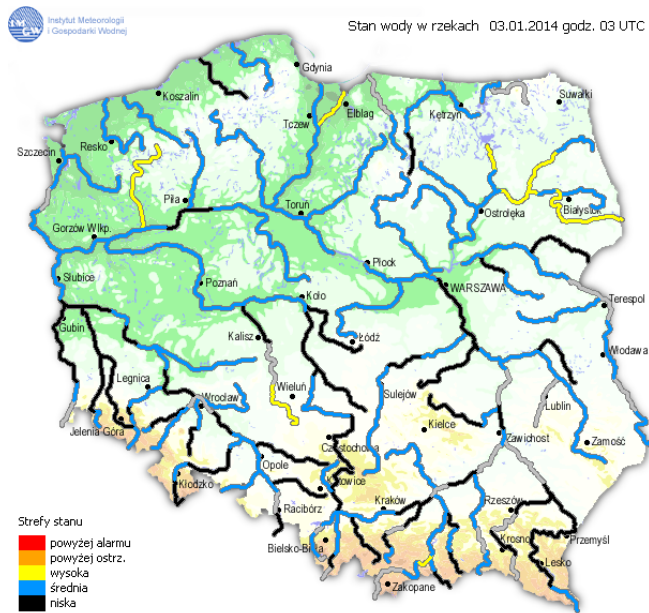 IMGW
Instytut Meteorologii
i Gospodarki Wodnej
Stan wody w rzekach 03.01.2014 godz. 03 UTC
Gdynia
Koszalin
Suwałki
Elbląg
Kętrzyn
Tczew
Resko
Szczecin
Piła
Toruń
Ostrołęka
Białystok
Gorzów Wlkp.
Płock
Słubice
Poznań
WARSZAWA
Koło
Terespol
Gubin
Kalisz
Łódź
Włodawa
Legnica
Wieluń
Sulejów
Wrocław
Lublin
Jelenia Góra
Kielce
Zawichost
Zamość
Częstochowa
Opole
Kłodzko
Katowice
Racibórz
Kraków
Rzeszów
Bielsko-Biała
Krosno
Przemyśl
Lesko
Zakopane
Strefy stanu
powyżej alarmu
powyżej ostrz.
wysoka
średnia
niska